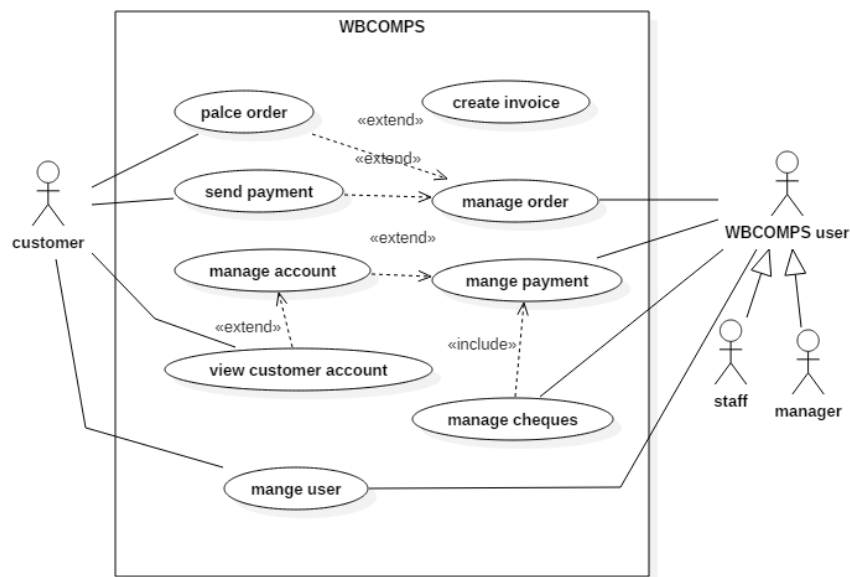 WBCOMPS
palce order
create invoice
«extend»
«extend»
send payment
manage order
customer
WBCOMPS user
«extend»
manage account
mange payment
«extend»
«include»
view customer account
staff
manager
manage cheques
mange user